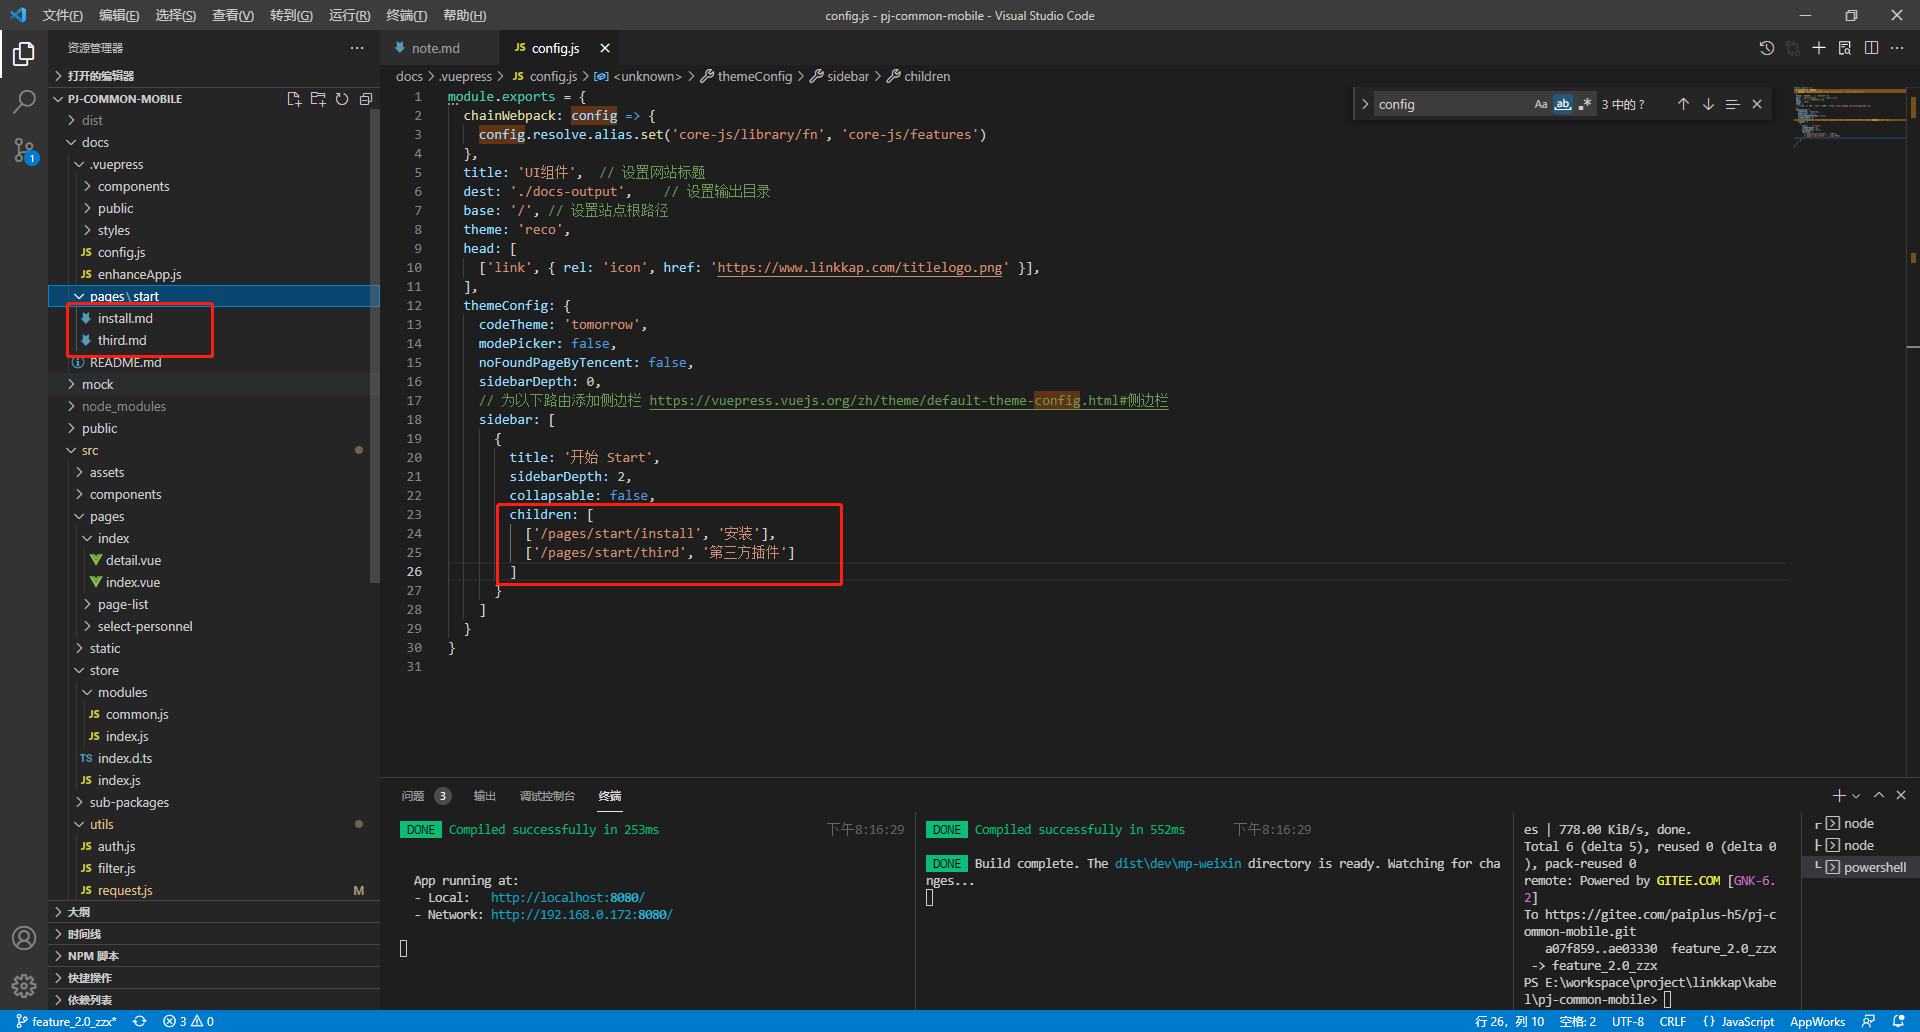 文件(F) 编辑(E) 选择(S) 查看(V) 转到(G) 运行(R) 终端(T) 帮助(H)
config.js - pj-common-mobile - Visual Studio Code
资源管理器
打开的编辑器
PJ-COMMON-MOBILE
dist
docs
.vuepress
components
public
styles
JS config.js
JS enhanceApp.js
pages\start
install.md
third.md
README.md
mock
node_modules
public
src
assets
components
pages
index
detail.vue
index.vue
page-list
select-personnel
static
store
modules
JS common.js
JS index.js
TS index.d.ts
JS index.js
sub-packages
utils
JS auth.js
JS filter.js
JS request.js M
大纲
时间线
NPM 脚本
快捷操作
依赖列表
1
note.md
JS config.js
docs > .vuepress > JS config.js > <unknown> > themeConfig > sidebar > children
config Aa ab 3 中的 ?
1 module.exports = {
2 chainWebpack: config => {
3 config.resolve.alias.set('core-js/library/fn', 'core-js/features')
4 },
5 title: 'UI组件', // 设置网站标题
6 dest: './docs-output', // 设置输出目录
7 base: '/', // 设置站点根路径
8 theme: 'reco',
9 head: [
10 ['link', { rel: 'icon', href: 'https://www.linkkap.com/titlelogo.png' }],
11 ],
12 themeConfig: {
13 codeTheme: 'tomorrow',
14 modePicker: false,
15 noFoundPageByTencent: false,
16 sidebarDepth: 0,
17 // 为以下路由添加侧边栏 https://vuepress.vuejs.org/zh/theme/default-theme-config.html#侧边栏
18 sidebar: [
19 {
20 title: '开始 Start',
21 sidebarDepth: 2,
22 collapsable: false,
23 children: [
24 ['/pages/start/install', '安装'],
25 ['/pages/start/third', '第三方插件']
26 ]
27 }
28 ]
29 }
30 }
31
问题 3 输出 调试控制台 终端
DONE Compiled successfully in 253ms 下午8:16:29
App running at:
- Local: http://localhost:8080/
- Network: http://192.168.0.172:8080/
DONE Compiled successfully in 552ms 下午8:16:29
DONE Build complete. The dist\dev\mp-weixin directory is ready. Watching for cha
nges...
es | 778.00 KiB/s, done.
Total 6 (delta 5), reused 0 (delta 0
), pack-reused 0
remote: Powered by GITEE.COM [GNK-6.
2]
To https://gitee.com/paiplus-h5/pj-c
ommon-mobile.git
a07f859..ae03330 feature_2.0_zzx
-> feature_2.0_zzx
PS E:\workspace\project\linkkap\kabe
l\pj-common-mobile>
node
node
powershell
feature_2.0_zzx* 3 0
行 26，列 10 空格: 2 UTF-8 CRLF {} JavaScript AppWorks